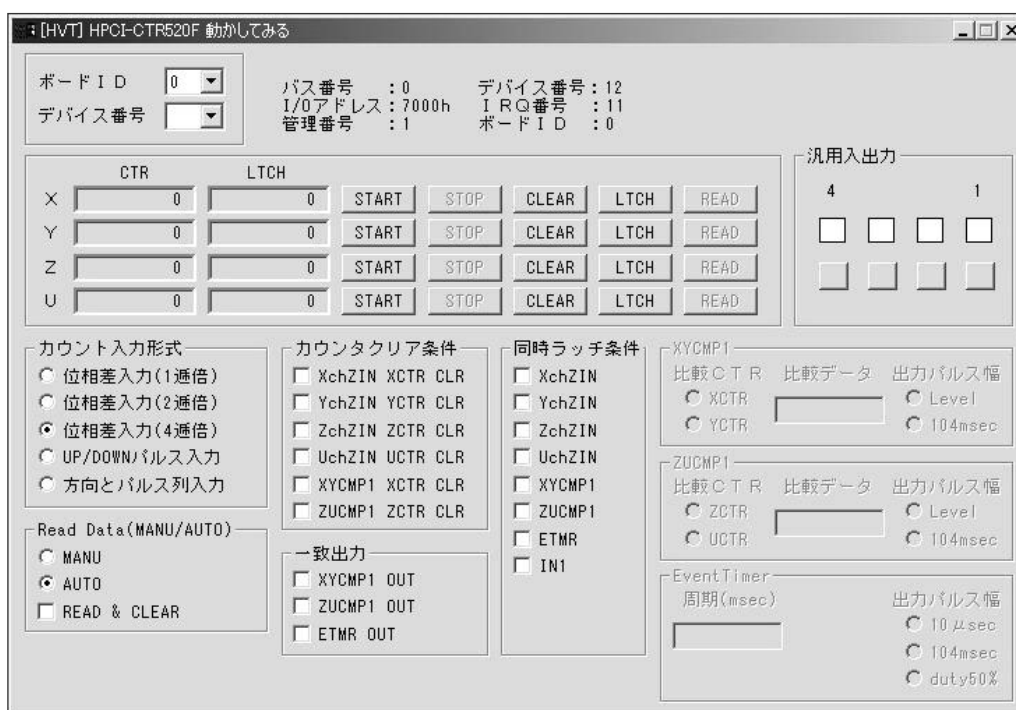 [HVT] HPCI-CTR520F 動かしてみる
ボードＩＤ 0
デバイス番号
バス番号 :0 デバイス番号:12
I/Oアドレス:7000h ＩＲＱ番号 :11
管理番号 :1 ボードＩＤ :0
CTR LTCH
X 0 0 START STOP CLEAR LTCH READ
Y 0 0 START STOP CLEAR LTCH READ
Z 0 0 START STOP CLEAR LTCH READ
U 0 0 START STOP CLEAR LTCH READ
汎用入出力
4 1
カウント入力形式
位相差入力(1逓倍)
位相差入力(2逓倍)
位相差入力(4逓倍)
UP/DOWNパルス入力
方向とパルス列入力
Read Data(MANU/AUTO)
MANU
AUTO
READ & CLEAR
カウンタクリア条件
XchZIN XCTR CLR
YchZIN YCTR CLR
ZchZIN ZCTR CLR
UchZIN UCTR CLR
XYCMP1 XCTR CLR
ZUCMP1 ZCTR CLR
一致出力
XYCMP1 OUT
ZUCMP1 OUT
ETMR OUT
同時ラッチ条件
XchZIN
YchZIN
ZchZIN
UchZIN
XYCMP1
ZUCMP1
ETMR
IN1
XYCMP1
比較ＣＴＲ 比較データ 出力パルス幅
XCTR Level
YCTR 104msec
ZUCMP1
比較ＣＴＲ 比較データ 出力パルス幅
ZCTR Level
UCTR 104msec
EventTimer
周期(msec) 出力パルス幅
10μsec
104msec
duty50%